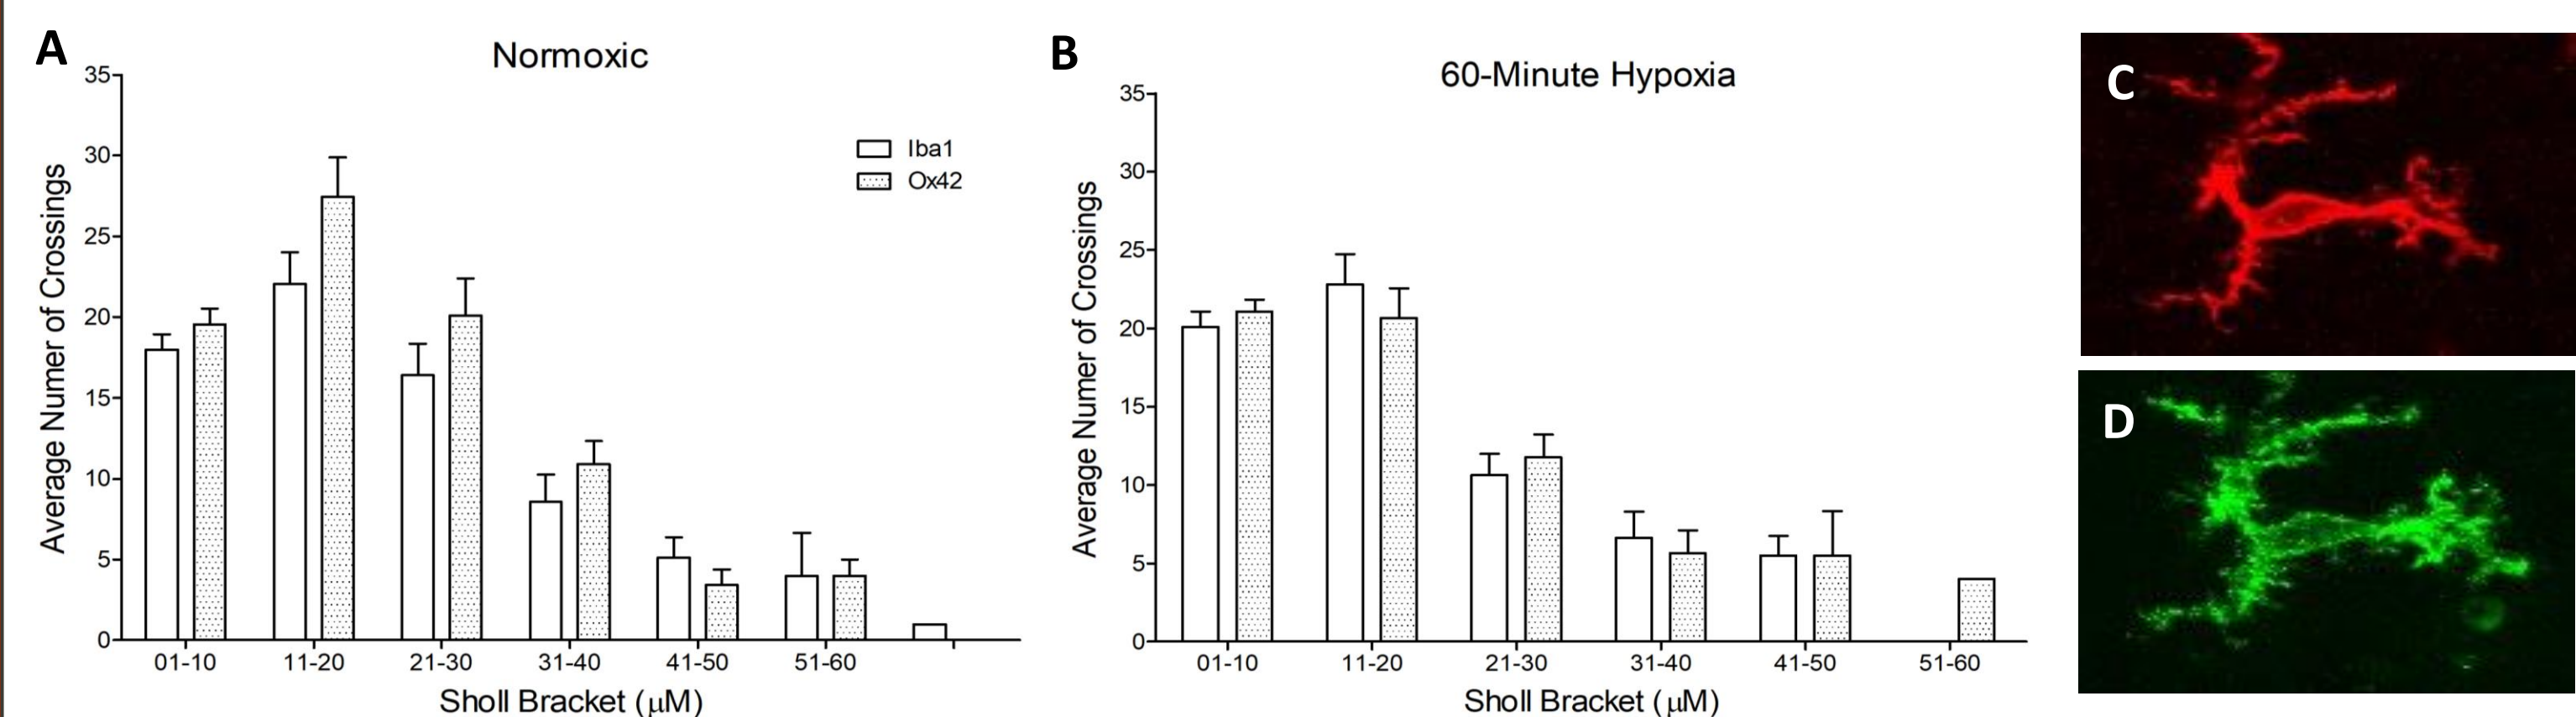 A
Normoxic
35
30
25
20
15
10
5
0
Average Numer of Crossings
Iba1
Ox42
01-10 11-20 21-30 31-40 41-50 51-60
Sholl Bracket (μM)
B
60-Minute Hypoxia
35
30
25
20
15
10
5
0
Average Numer of Crossings
01-10 11-20 21-30 31-40 41-50 51-60
Sholl Bracket (μM)
C
D